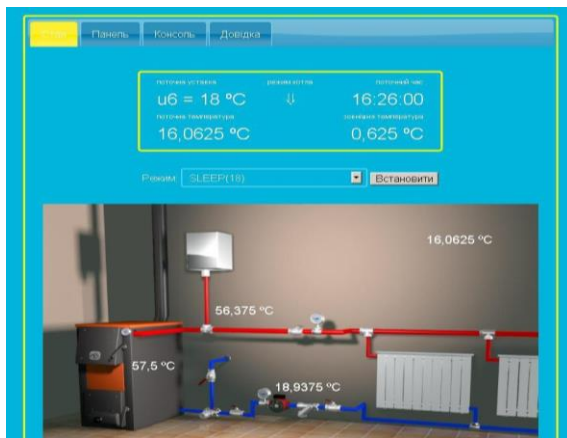 Панель Консоль Довідка
поточна уставка режим котла поточный час
u6 = 18 ºC ⇩ 16:26:00
поточна температура зовнішня температура
16,0625 ºC 0,625 ºC
Режим: SLEEP(18) Встановити
16,0625 ºC
56,375 ºC
57,5 ºC
18,9375 ºC